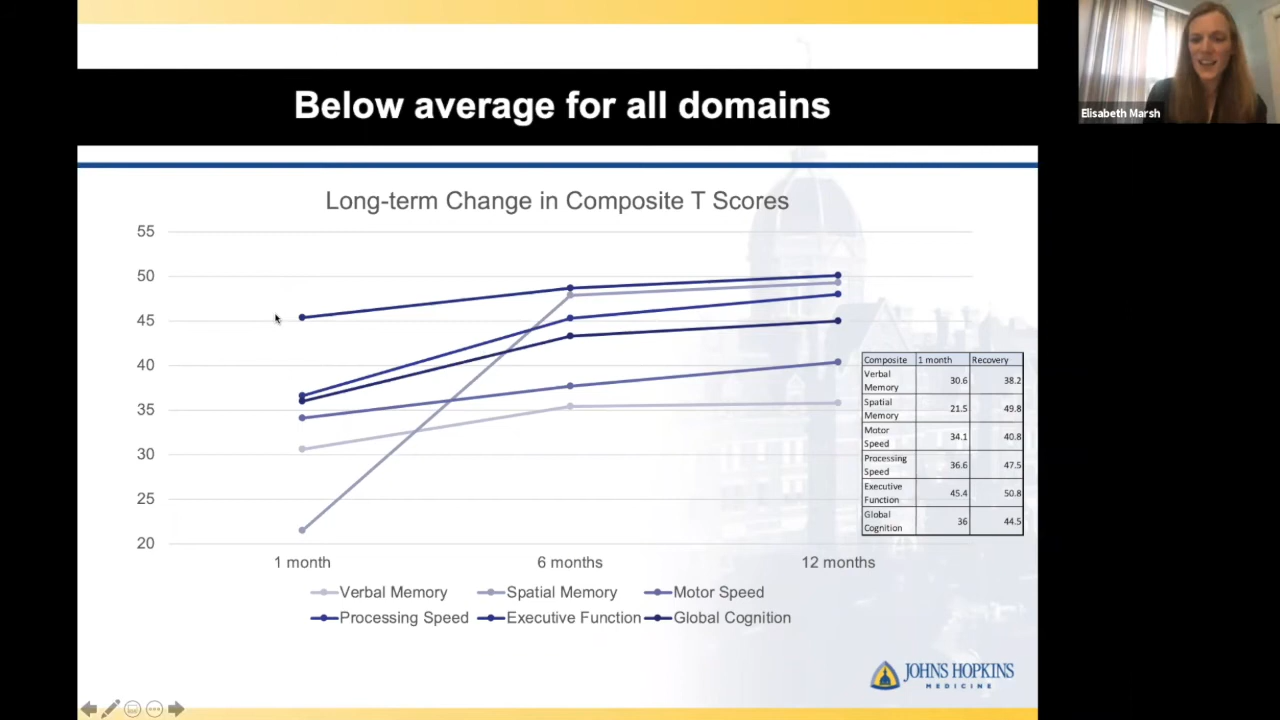 Below average for all domains
Elisabeth Marsh
Long-term Change in Composite T Scores
55
50
45
40
35
30
25
20
1 month 6 months 12 months
Verbal Memory Spatial Memory Motor Speed
Processing Speed Executive Function Global Cognition
Composite 1 month Recovery
Verbal
Memory 30.6 38.2
Spatial
Memory 21.5 49.8
Motor
Speed 34.1 40.8
Processing
Speed 36.6 47.5
Executive
Function 45.4 50.8
Global
Cognition 36 44.5
JOHNS HOPKINS
MEDICINE